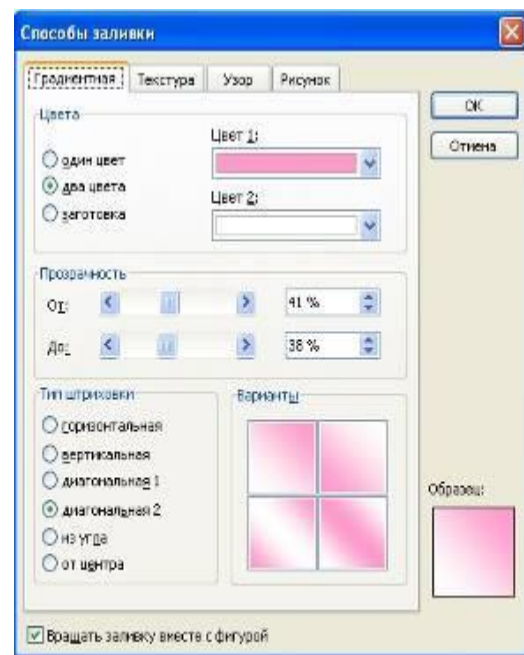 Способы заливки
Градиентная Текстура Узор Рисунок
Цвета
один цвет
два цвета
заготовка
Цвет 1:
Цвет 2:
Прозрачность
От: 41 %
До: 38 %
Тип штриховки
горизонтальная
вертикальная
диагональная 1
диагональная 2
из угла
от центра
Варианты
OK
Отмена
Образец:
Вращать заливку вместе с фигурой